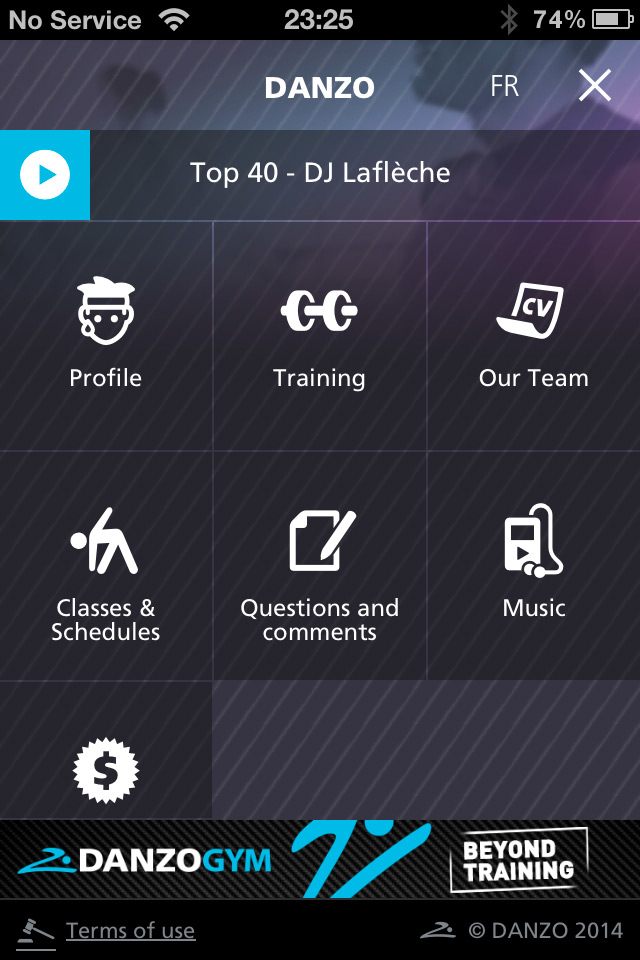 No Service 23:25 74%
DANZO FR
Top 40 - DJ Laflèche
Profile Training Our Team
CV
Classes &
Schedules
Questions and
comments
Music
$
DANZOGYM
BEYOND
TRAINING
Terms of use © DANZO 2014